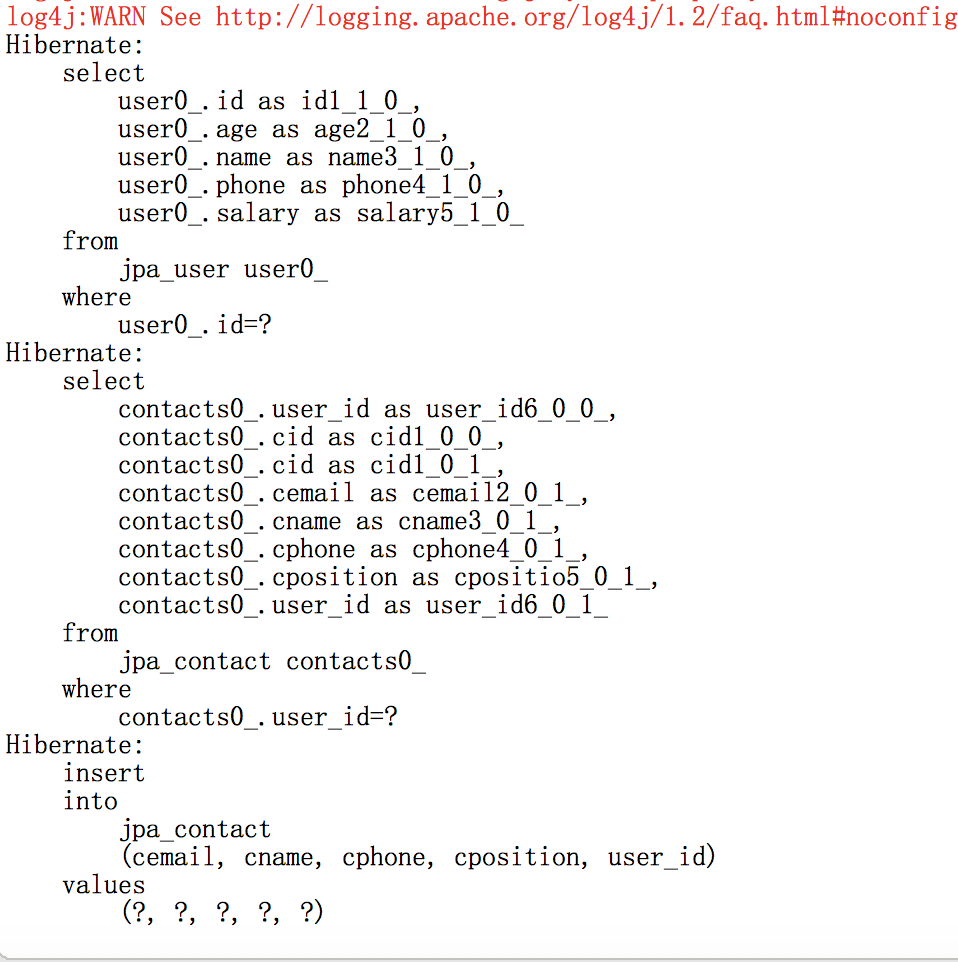 log4j:WARN See http://logging.apache.org/log4j/1.2/faq.html#noconfig
Hibernate:
    select
        user0_.id as id1_1_0_,
        user0_.age as age2_1_0_,
        user0_.name as name3_1_0_,
        user0_.phone as phone4_1_0_,
        user0_.salary as salary5_1_0_
    from
        jpa_user user0_
    where
        user0_.id=?
Hibernate:
    select
        contacts0_.user_id as user_id6_0_0_,
        contacts0_.cid as cid1_0_0_,
        contacts0_.cid as cid1_0_1_,
        contacts0_.cemail as cemail2_0_1_,
        contacts0_.cname as cname3_0_1_,
        contacts0_.cphone as cphone4_0_1_,
        contacts0_.cposition as cpositio5_0_1_,
        contacts0_.user_id as user_id6_0_1_
    from
        jpa_contact contacts0_
    where
        contacts0_.user_id=?
Hibernate:
    insert
    into
        jpa_contact
        (cemail, cname, cphone, cposition, user_id)
    values
        (?, ?, ?, ?, ?)